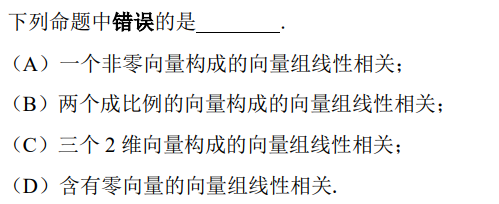 下列命题中错误的是________.
（A）一个非零向量构成的向量组线性相关；
（B）两个成比例的向量构成的向量组线性相关；
（C）三个 2 维向量构成的向量组线性相关；
（D）含有零向量的向量组线性相关.